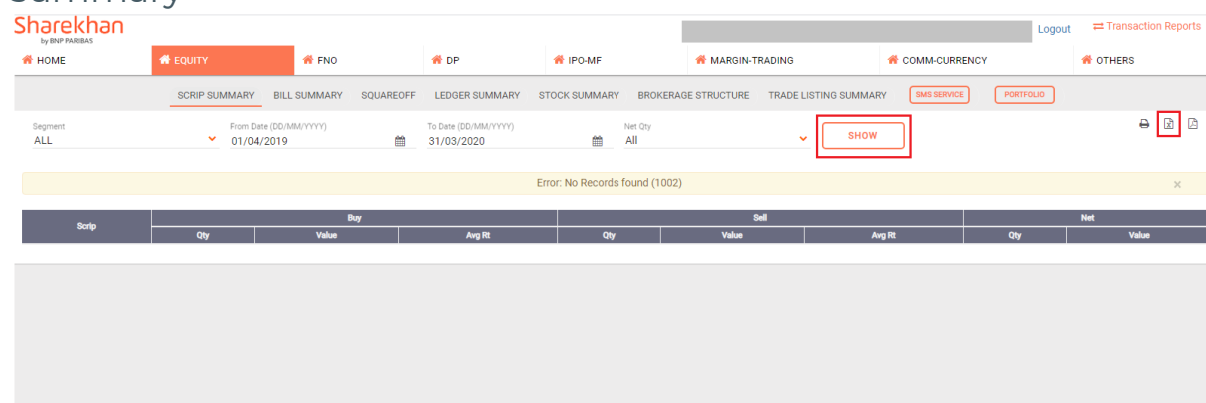 Summary
Sharekhan
by BNP PARIBAS
Logout
Transaction Reports
HOME EQUITY FNO DP IPO-MF MARGIN-TRADING COMM-CURRENCY OTHERS
SCRIP SUMMARY BILL SUMMARY SQUAREOFF LEDGER SUMMARY STOCK SUMMARY BROKERAGE STRUCTURE TRADE LISTING SUMMARY SMS SERVICE PORTFOLIO
Segment From Date (DD/MM/YYYY) To Date (DD/MM/YYYY) Net Qty
ALL 01/04/2019 31/03/2020 All SHOW
Error: No Records found (1002) ×
Scrip Buy Sell Net
Qty Value Avg Rt Qty Value Avg Rt Qty Value